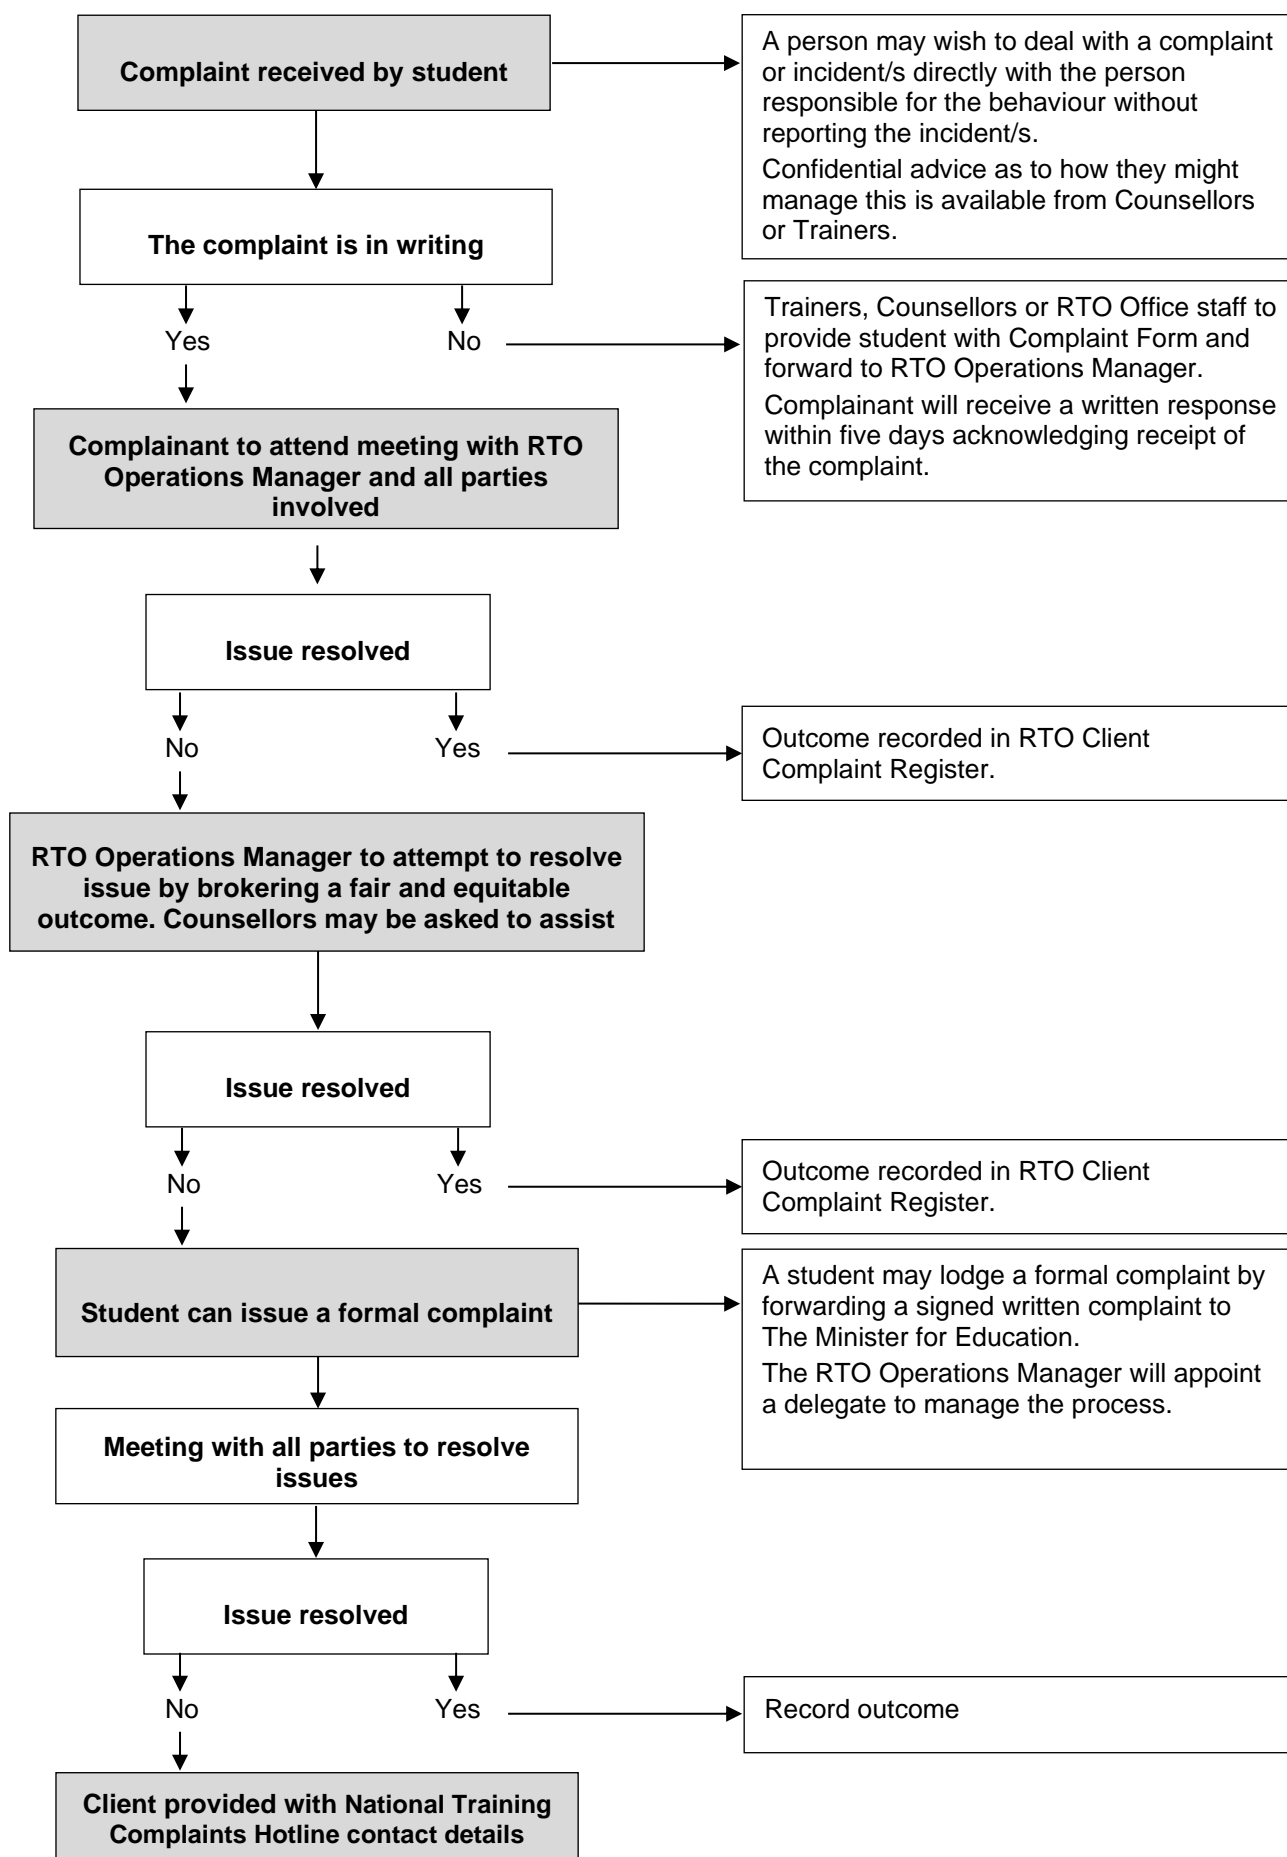 Complaint received by student
A person may wish to deal with a complaint
or incident/s directly with the person
responsible for the behaviour without
reporting the incident/s.
Confidential advice as to how they might
manage this is available from Counsellors
or Trainers.
The complaint is in writing
Yes
No
Trainers, Counsellors or RTO Office staff to
provide student with Complaint Form and
forward to RTO Operations Manager.
Complainant will receive a written response
within five days acknowledging receipt of
the complaint.
Complainant to attend meeting with RTO
Operations Manager and all parties
involved
Issue resolved
No
Yes
Outcome recorded in RTO Client
Complaint Register.
RTO Operations Manager to attempt to resolve
issue by brokering a fair and equitable
outcome. Counsellors may be asked to assist
Issue resolved
No
Yes
Outcome recorded in RTO Client
Complaint Register.
Student can issue a formal complaint
A student may lodge a formal complaint by
forwarding a signed written complaint to
The Minister for Education.
The RTO Operations Manager will appoint
a delegate to manage the process.
Meeting with all parties to resolve
issues
Issue resolved
No
Yes
Record outcome
Client provided with National Training
Complaints Hotline contact details